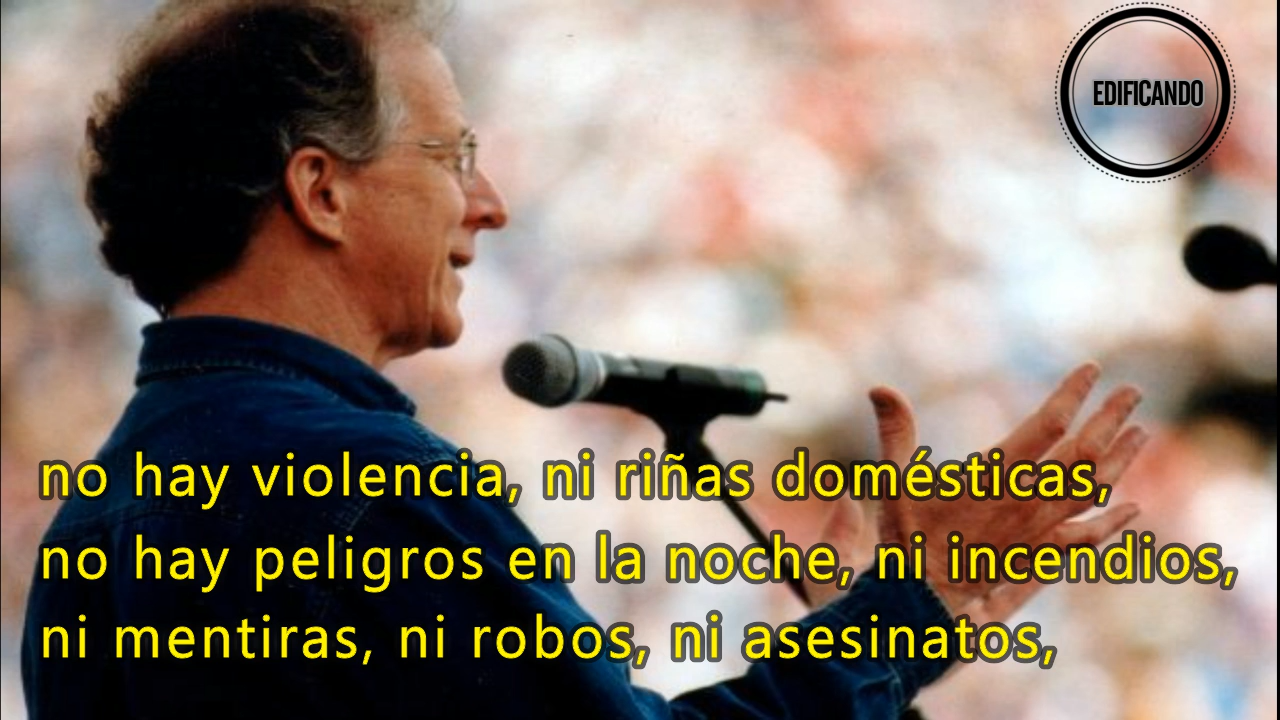 EDIFICANDO
no hay violencia, ni riñas domésticas,
no hay peligros en la noche, ni incendios,
ni mentiras, ni robos, ni asesinatos,